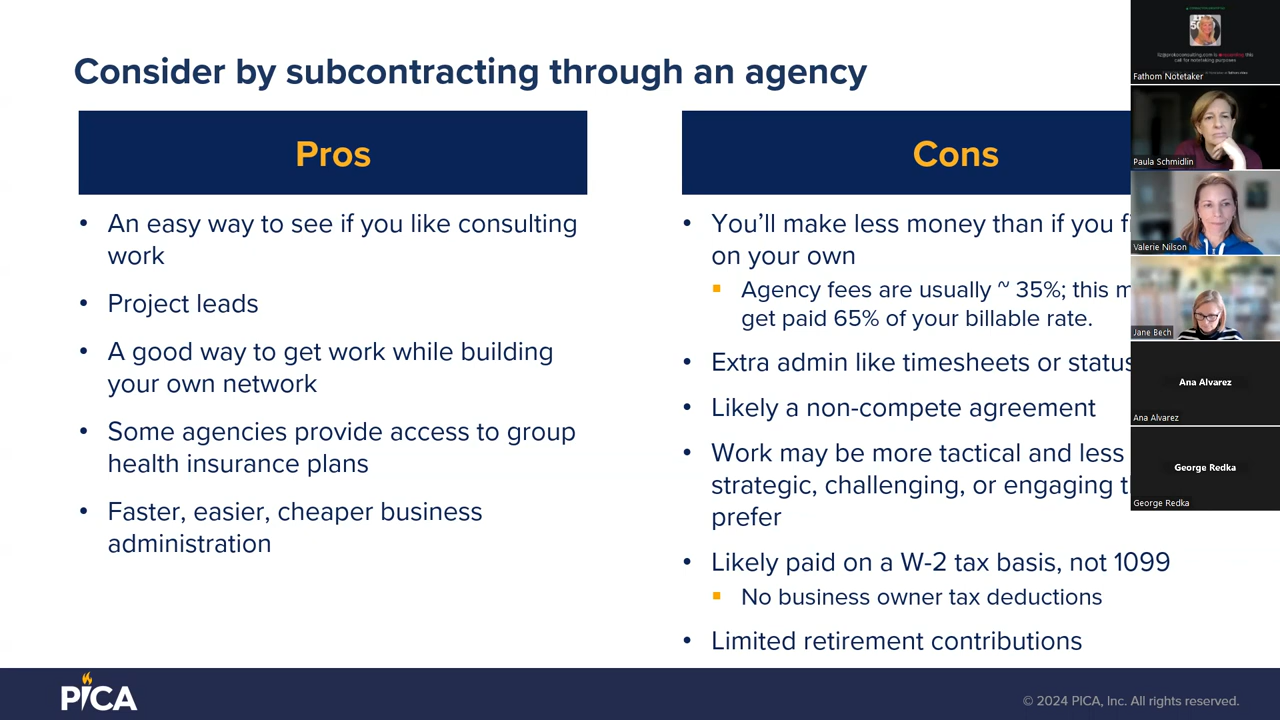 Consider by subcontracting through an agency
Pros
• An easy way to see if you like consulting
work
• Project leads
• A good way to get work while building
your own network
• Some agencies provide access to group
health insurance plans
• Faster, easier, cheaper business
administration
Cons
• You’ll make less money than if you
on your own
▪ Agency fees are usually ~ 35%; this
get paid 65% of your billable rate.
• Extra admin like timesheets or status
• Likely a non-compete agreement
• Work may be more tactical and less
strategic, challenging, or engaging
prefer
• Likely paid on a W-2 tax basis, not 1099
▪ No business owner tax deductions
• Limited retirement contributions
PICA
© 2024 PICA, Inc. All rights reserved.
call for notetaking purposes
Fathom Notetaker
Paula Schmidlin
Valerie Nilson
Jane Bech
Ana Alvarez
Ana Alvarez
George Redka
George Redka